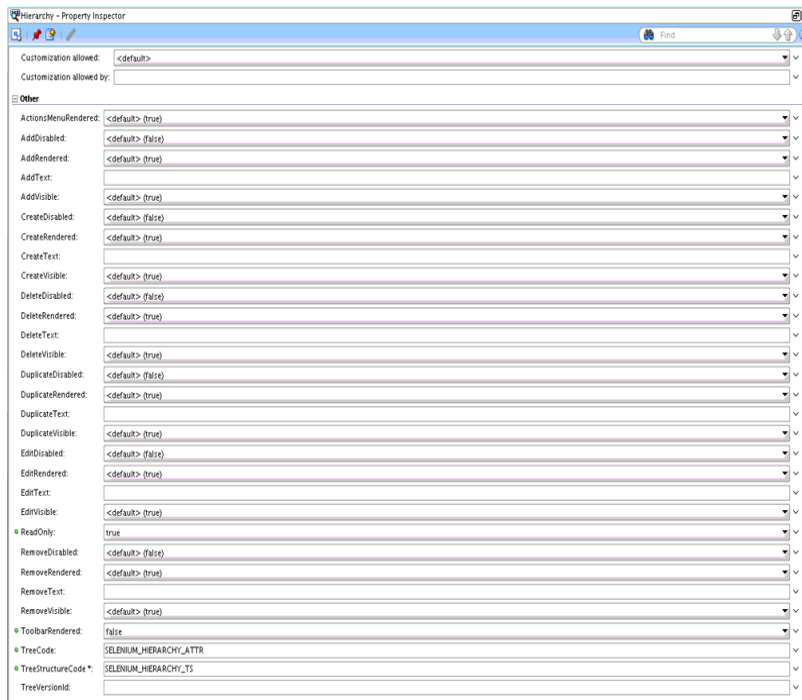 Hierarchy - Property Inspector
Find
Customization allowed: <default>
Customization allowed by:
Other
ActionsMenuRendered: <default> (true)
AddDisabled: <default> (false)
AddRendered: <default> (true)
AddText:
AddVisible: <default> (true)
CreateDisabled: <default> (false)
CreateRendered: <default> (true)
CreateText:
CreateVisible: <default> (true)
DeleteDisabled: <default> (false)
DeleteRendered: <default> (true)
DeleteText:
DeleteVisible: <default> (true)
DuplicateDisabled: <default> (false)
DuplicateRendered: <default> (true)
DuplicateText:
DuplicateVisible: <default> (true)
EditDisabled: <default> (false)
EditRendered: <default> (true)
EditText:
EditVisible: <default> (true)
ReadOnly: true
RemoveDisabled: <default> (false)
RemoveRendered: <default> (true)
RemoveText:
RemoveVisible: <default> (true)
ToolbarRendered: false
TreeCode: SELENIUM_HIERARCHY_ATTR
TreeStructureCode *: SELENIUM_HIERARCHY_TS
TreeVersionId: